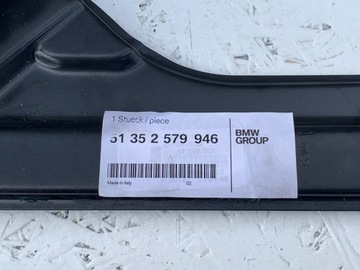 1 Stueck / piece
51 35 2 579 946
BMW
GROUP
Made in Italy
02